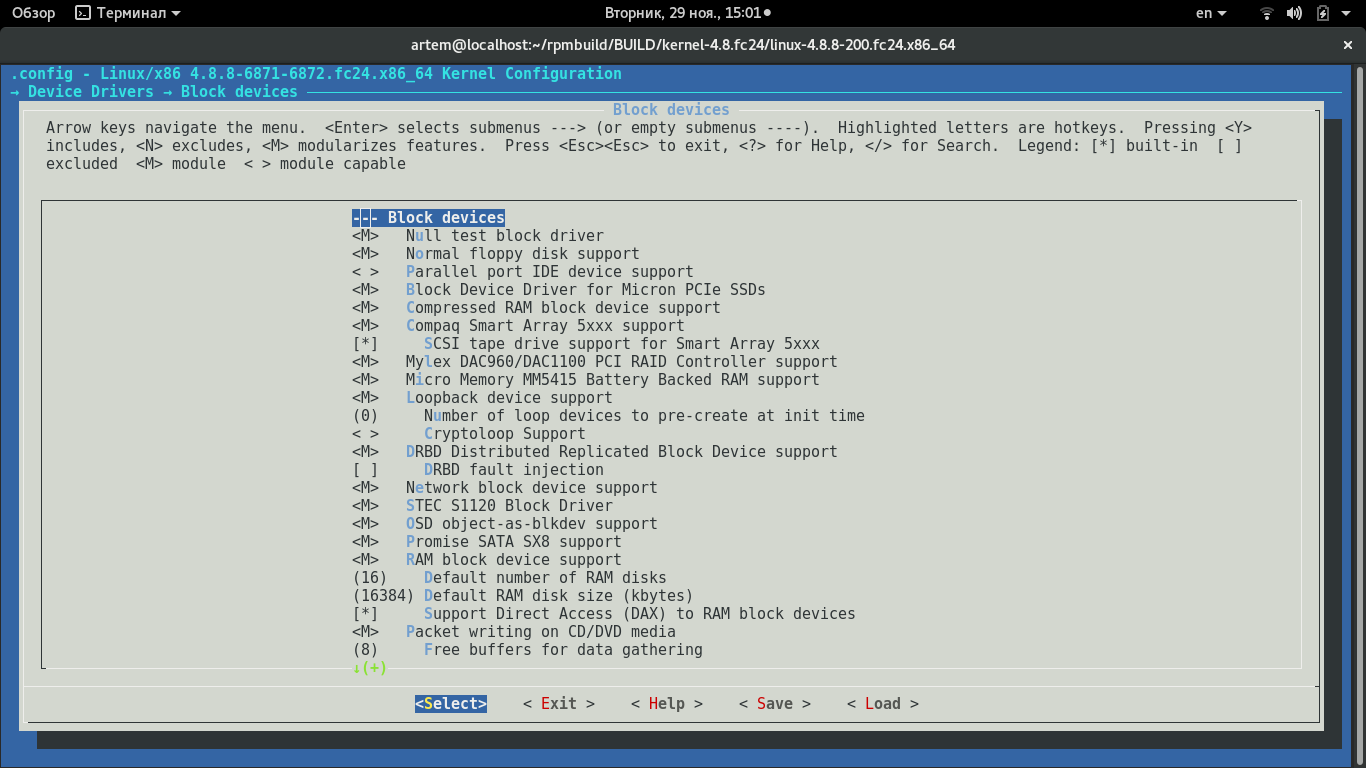 Обзор Терминал Вторник, 29 ноя., 15:01 en
artem@localhost:~/rpmbuild/BUILD/kernel-4.8.fc24/linux-4.8.8-200.fc24.x86_64
.config - Linux/x86 4.8.8-6871-6872.fc24.x86_64 Kernel Configuration
→ Device Drivers → Block devices
Block devices
Arrow keys navigate the menu.  <Enter> selects submenus ---> (or empty submenus ----).  Highlighted letters are hotkeys.  Pressing <Y>
includes, <N> excludes, <M> modularizes features.  Press <Esc><Esc> to exit, <?> for Help, </> for Search.  Legend: [*] built-in  [ ]
excluded  <M> module  < > module capable
--- Block devices
<M>   Null test block driver
<M>   Normal floppy disk support
< >   Parallel port IDE device support
<M>   Block Device Driver for Micron PCIe SSDs
<M>   Compressed RAM block device support
<M>   Compaq Smart Array 5xxx support
[*]     SCSI tape drive support for Smart Array 5xxx
<M>   Mylex DAC960/DAC1100 PCI RAID Controller support
<M>   Micro Memory MM5415 Battery Backed RAM support
<M>   Loopback device support
(0)     Number of loop devices to pre-create at init time
< >     Cryptoloop Support
<M>   DRBD Distributed Replicated Block Device support
[ ]     DRBD fault injection
<M>   Network block device support
<M>   STEC S1120 Block Driver
<M>   OSD object-as-blkdev support
<M>   Promise SATA SX8 support
<M>   RAM block device support
(16)    Default number of RAM disks
(16384) Default RAM disk size (kbytes)
[*]     Support Direct Access (DAX) to RAM block devices
<M>   Packet writing on CD/DVD media
(8)     Free buffers for data gathering
↓(+)
<Select>    < Exit >    < Help >    < Save >    < Load >